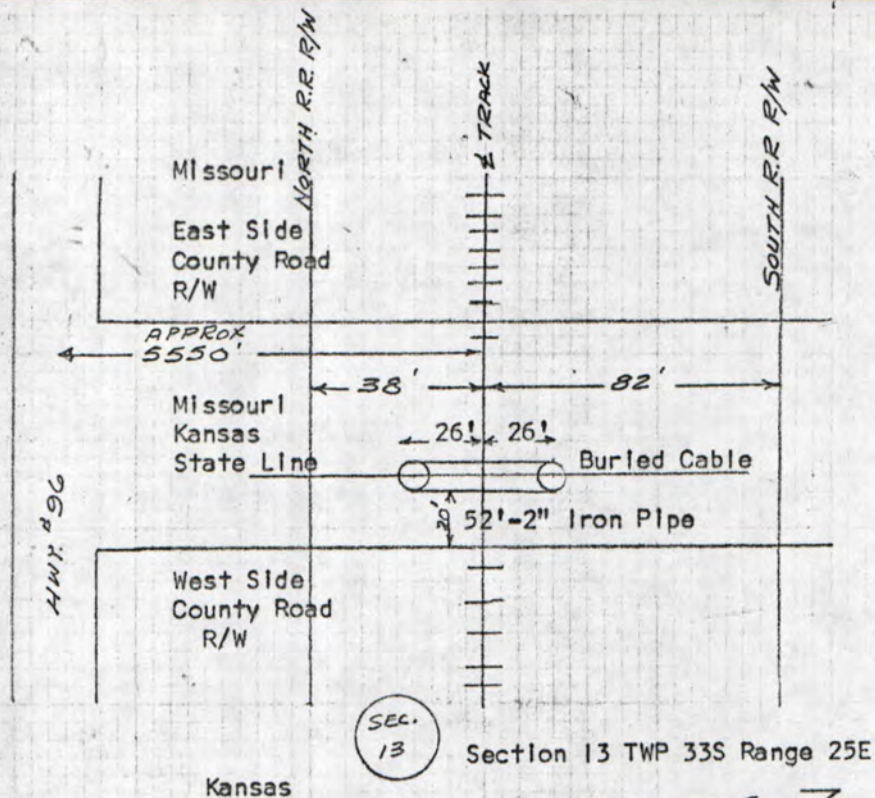 NORTH R.R. R/W
℄ TRACK
SOUTH R.R R/W
Missouri
East Side
County Road
R/W
APPROX
5550'
38'
82'
Missouri
Kansas
State Line
26' 26'
Buried Cable
20'
52'-2" Iron Pipe
HWY. #96
West Side
County Road
R/W
SEC.
13
Section 13 TWP 33S Range 25E
Kansas